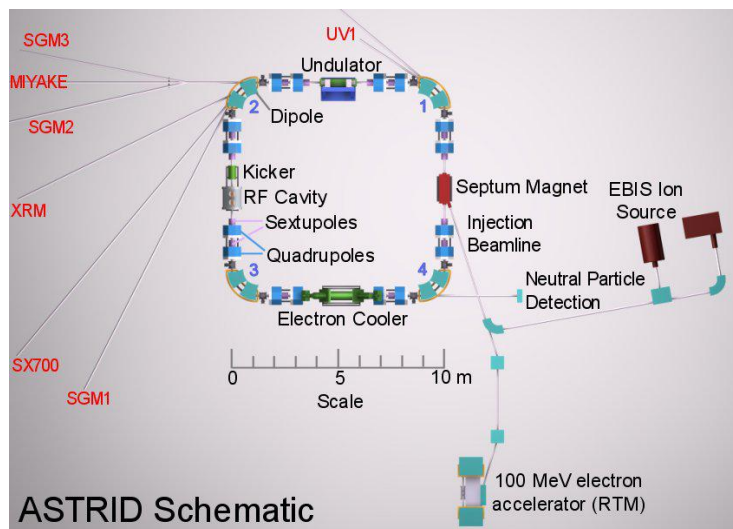 SGM3
UV1
Undulator
MIYAKE
2
1
Dipole
SGM2
Kicker
RF Cavity
Septum Magnet
EBIS Ion
Source
XRM
Sextupoles
Injection
Beamline
Quadrupoles
3
4
Neutral Particle
Detection
Electron Cooler
SX700
0
5
10 m
Scale
SGM1
100 MeV electron
accelerator (RTM)
ASTRID Schematic